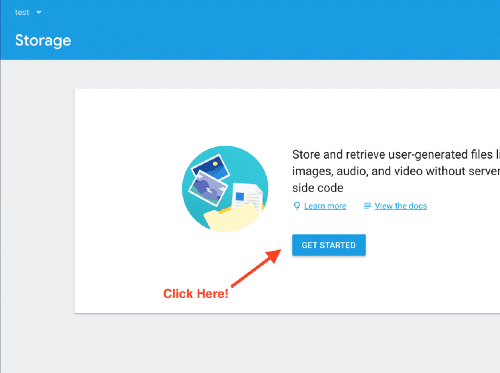 test
Storage
Store and retrieve user-generated files li
images, audio, and video without server
side code
Learn more View the docs
GET STARTED
Click Here!